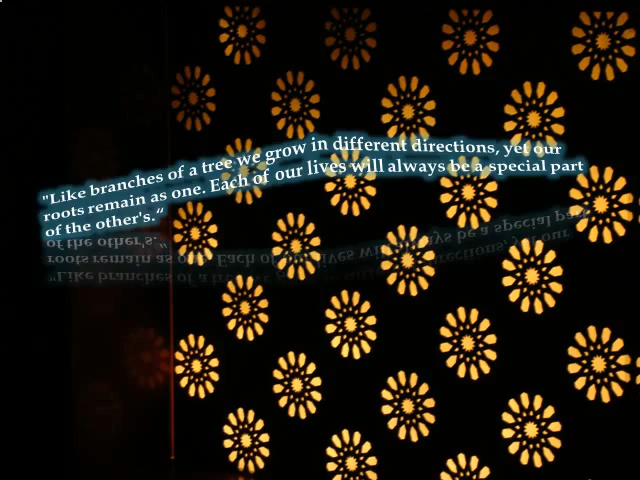 "Like branches of a tree we grow in different directions, yet our
roots remain as one. Each of our lives will always be a special part
of the other's.“